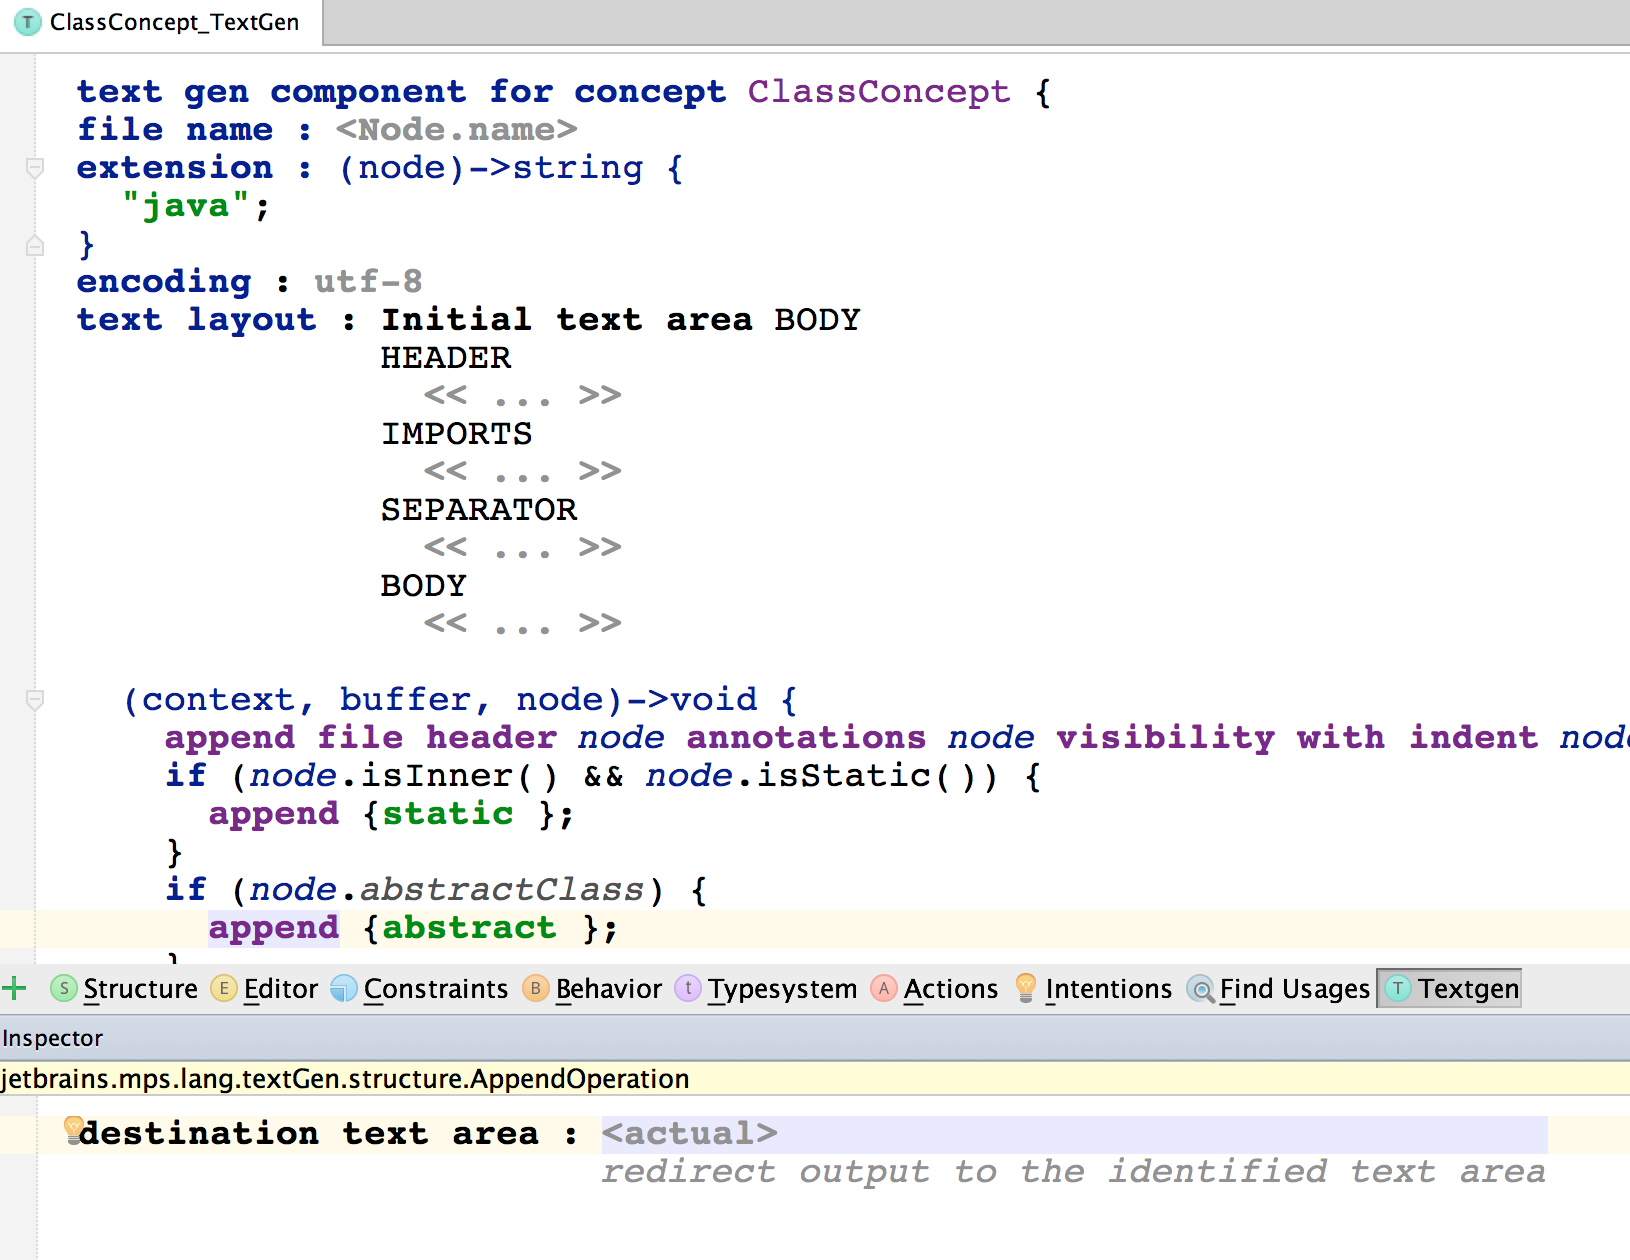 T ClassConcept_TextGen
text gen component for concept ClassConcept {
file name : <Node.name>
extension : (node)->string {
"java";
}
encoding : utf-8
text layout : Initial text area BODY
HEADER
<< ... >>
IMPORTS
<< ... >>
SEPARATOR
<< ... >>
BODY
<< ... >>
(context, buffer, node)->void {
append file header node annotations node visibility with indent
if (node.isInner() && node.isStatic()) {
append {static };
}
if (node.abstractClass) {
append {abstract };
}
+ S Structure E Editor Constraints B Behavior t Typesystem A Actions Intentions Find Usages T Textgen
Inspector
jetbrains.mps.lang.textGen.structure.AppendOperation
destination text area : <actual>
redirect output to the identified text area